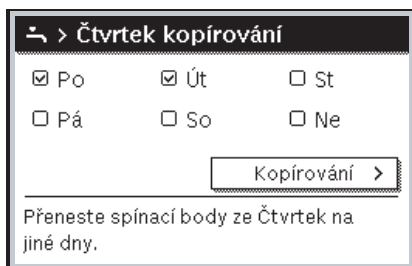 > Čtvrtek kopírování
Po Út St
Pá So Ne
Kopírování >
Přeneste spínací body ze Čtvrtek na
jiné dny.